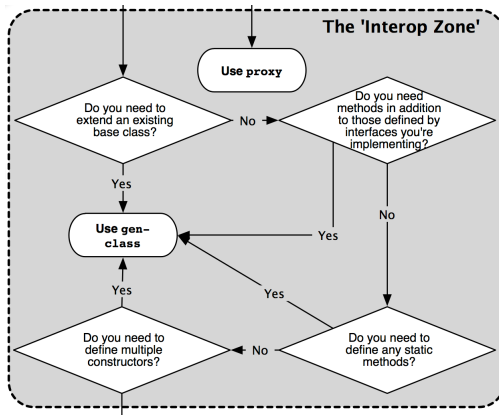 The 'Interop Zone'
Use proxy
Do you need to
extend an existing
base class?
No
Do you need
methods in addition
to those defined by
interfaces you're
implementing?
Yes
No
Use gen-
class
Yes
Yes
Yes
Do you need to
define multiple
constructors?
No
Do you need to
define any static
methods?